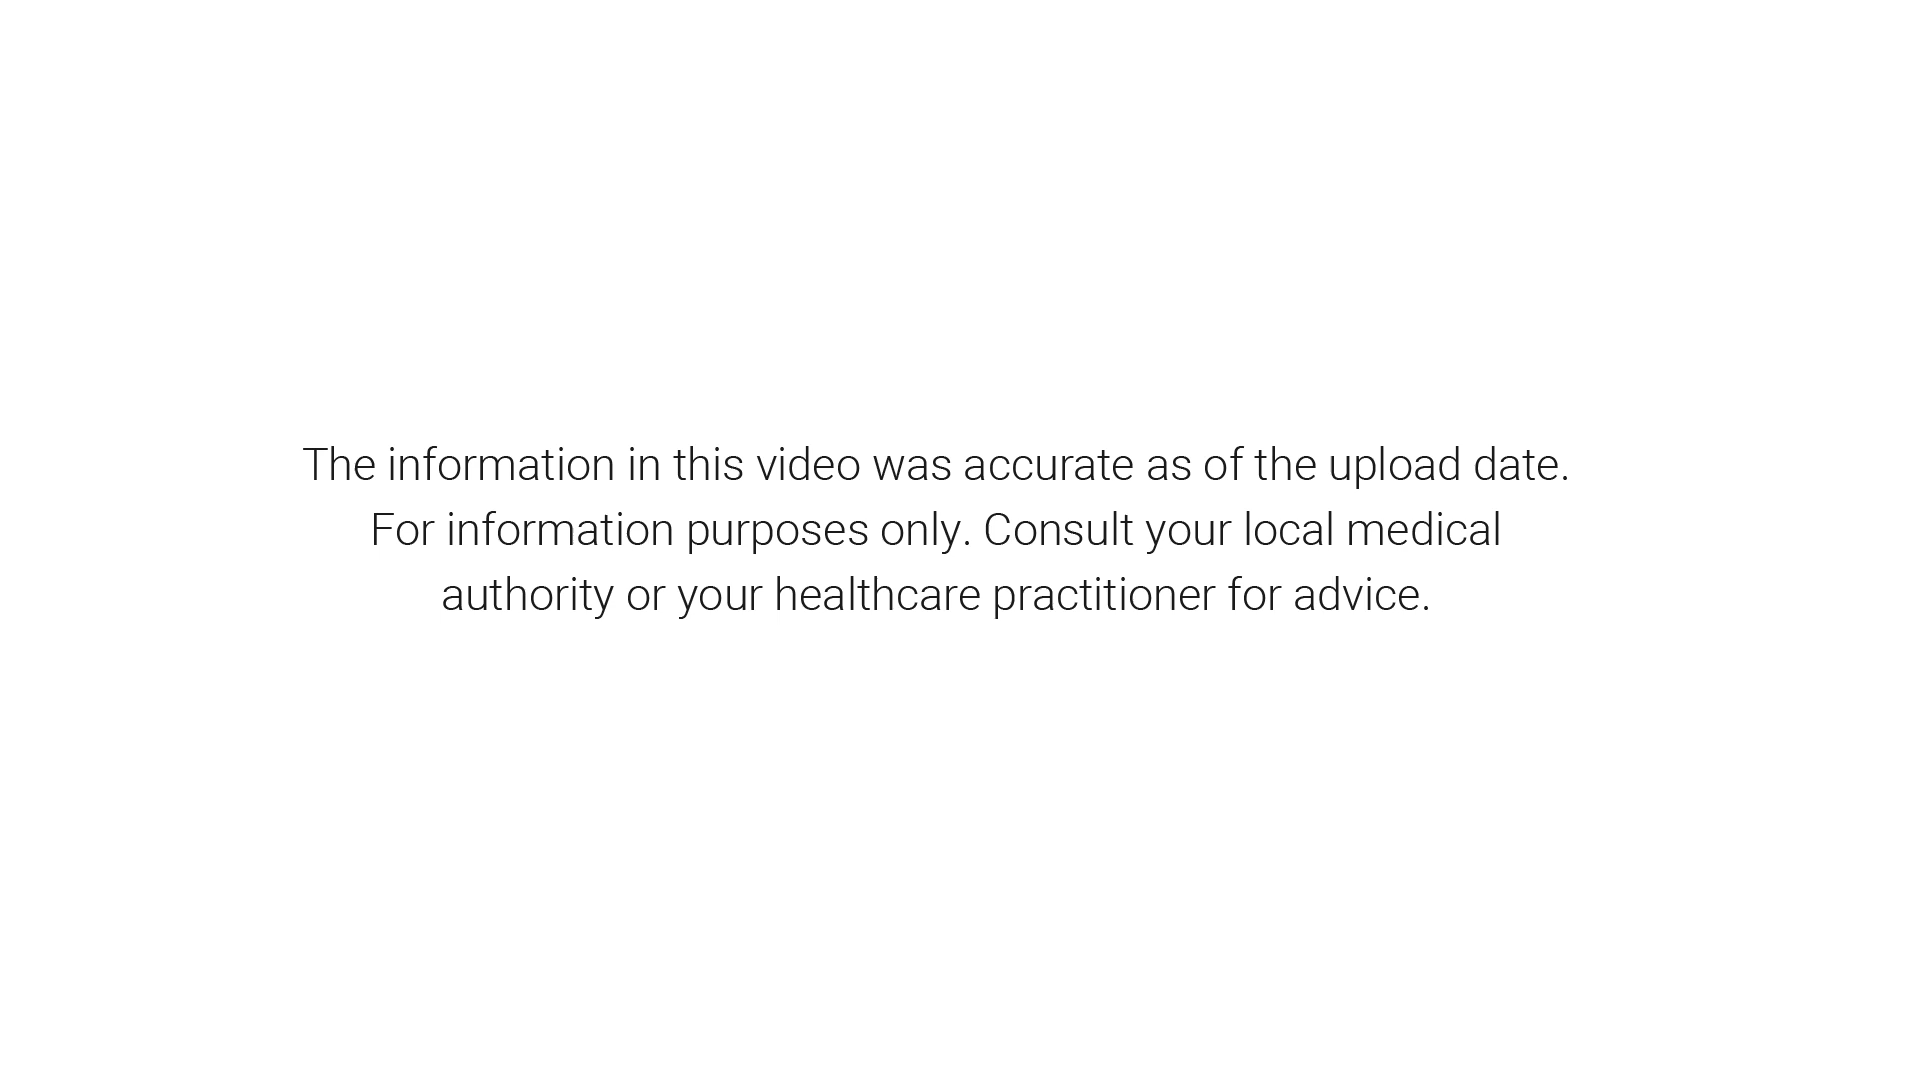 The information in this video was accurate as of the upload date.
For information purposes only. Consult your local medical
authority or your healthcare practitioner for advice.